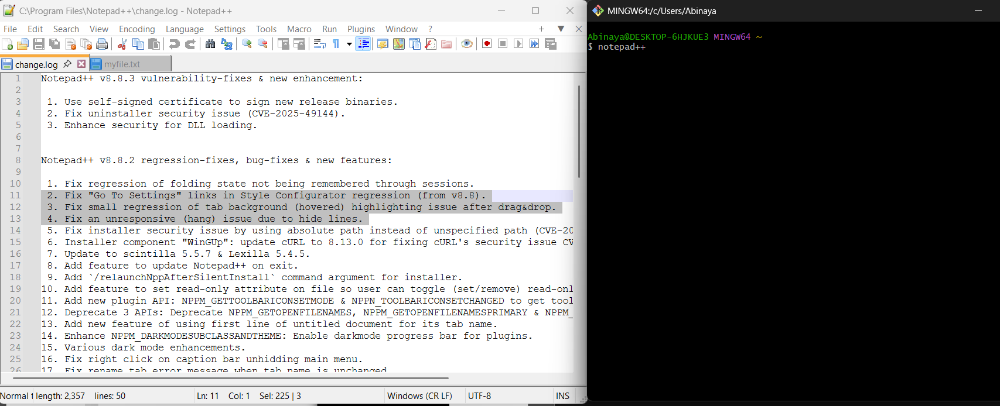 C:\Program Files\Notepad++\change.log - Notepad++
File Edit Search View Encoding Language Settings Tools Macro Run Plugins Window ?
change.log myfile.txt
1 Notepad++ v8.8.3 vulnerability-fixes & new enhancement:
2
3 1. Use self-signed certificate to sign new release binaries.
4 2. Fix uninstaller security issue (CVE-2025-49144).
5 3. Enhance security for DLL loading.
6
7
8 Notepad++ v8.8.2 regression-fixes, bug-fixes & new features:
9
10 1. Fix regression of folding state not being remembered through sessions.
11 2. Fix "Go To Settings" links in Style Configurator regression (from v8.8).
12 3. Fix small regression of tab background (hovered) highlighting issue after drag&drop.
13 4. Fix an unresponsive (hang) issue due to hide lines.
14 5. Fix installer security issue by using absolute path instead of unspecified path (CVE-20
15 6. Installer component "WinGUp": update cURL to 8.13.0 for fixing cURL's security issue CV
16 7. Update to scintilla 5.5.7 & Lexilla 5.4.5.
17 8. Add feature to update Notepad++ on exit.
18 9. Add `/relaunchNppAfterSilentInstall` command argument for installer.
19 10. Add feature to set read-only attribute on file so user can toggle (set/remove) read-onl
20 11. Add new plugin API: NPPM_GETTOOLBARICONSETMODE & NPPN_TOOLBARICONSETCHANGED to get tool
21 12. Deprecate 3 APIs: Deprecate NPPM_GETOPENFILENAMES, NPPM_GETOPENFILENAMESPRIMARY & NPPM_
22 13. Add new feature of using first line of untitled document for its tab name.
23 14. Enhance NPPM_DARKMODESUBCLASSANDTHEME: Enable darkmode progress bar for plugins.
24 15. Various dark mode enhancements.
25 16. Fix right click on caption bar unhidding main menu.
26 17. Fix rename tab error message when tab name is unchanged
Normal t length: 2,357 lines: 50 Ln: 11 Col: 1 Sel: 225 | 3 Windows (CR LF) UTF-8 INS
MINGW64:/c/Users/Abinaya
Abinaya@DESKTOP-6HJKUE3 MINGW64 ~
$ notepad++